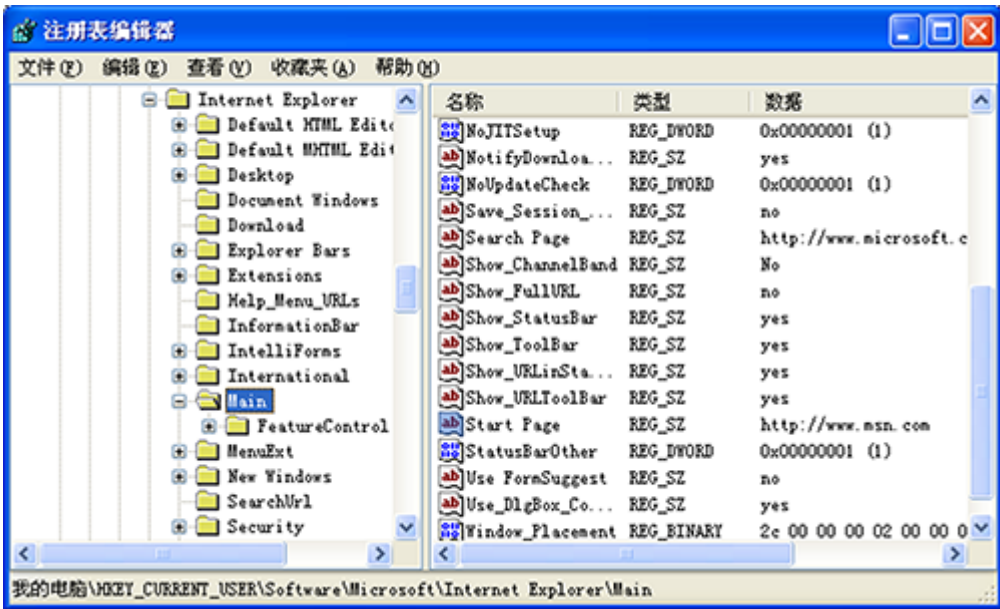 注册表编辑器
文件(F) 编辑(E) 查看(V) 收藏夹(A) 帮助(H)
Internet Explorer
Default HTML Edito
Default MHTML Edit
Desktop
Document Windows
Download
Explorer Bars
Extensions
Help_Menu_URLs
InformationBar
IntelliForms
International
Main
FeatureControl
MenuExt
New Windows
SearchUrl
Security
名称 类型 数据
NoJITSetup REG_DWORD 0x00000001 (1)
NotifyDownloa... REG_SZ yes
NoUpdateCheck REG_DWORD 0x00000001 (1)
Save_Session_... REG_SZ no
Search Page REG_SZ http://www.microsoft.c
Show_ChannelBand REG_SZ No
Show_FullURL REG_SZ no
Show_StatusBar REG_SZ yes
Show_ToolBar REG_SZ yes
Show_URLinSta... REG_SZ yes
Show_URLToolBar REG_SZ yes
Start Page REG_SZ http://www.msn.com
StatusBarOther REG_DWORD 0x00000001 (1)
Use FormSuggest REG_SZ no
Use_DlgBox_Co... REG_SZ yes
Window_Placement REG_BINARY 2c 00 00 00 02 00 00 0
我的电脑\HKEY_CURRENT_USER\Software\Microsoft\Internet Explorer\Main